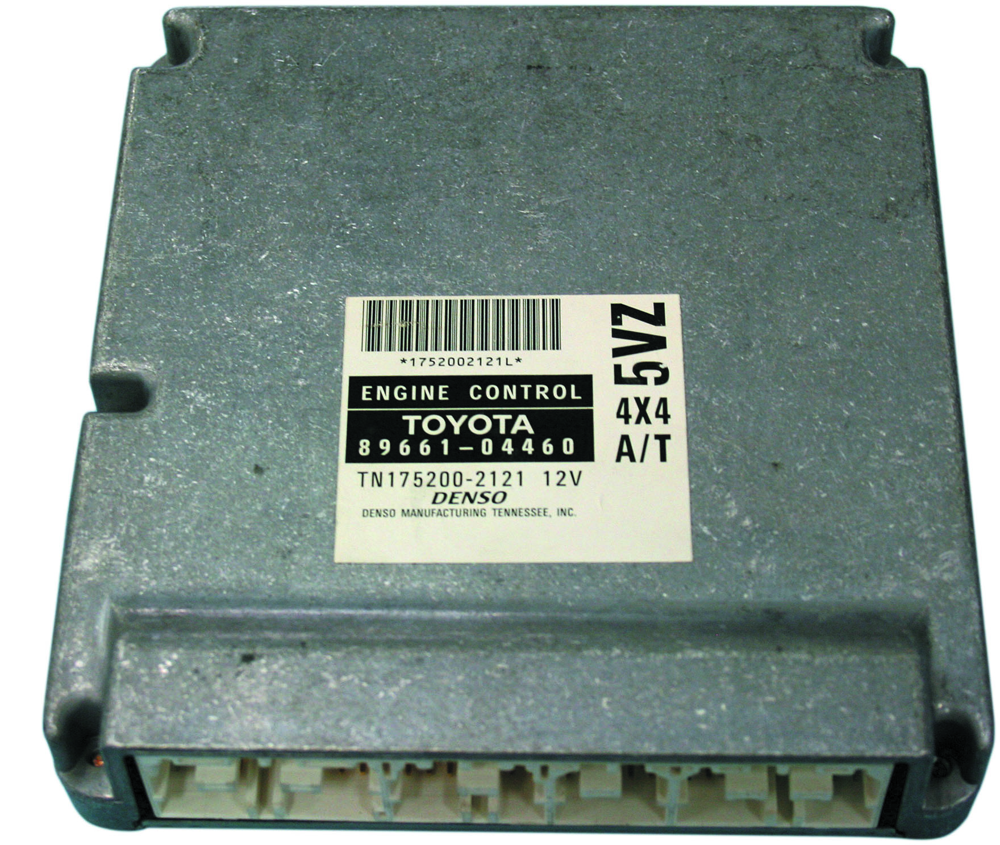 *1752002121L*
ENGINE CONTROL
TOYOTA
89661-04460
TN175200-2121 12V
DENSO
DENSO MANUFACTURING TENNESSEE, INC.
5VZ
4X4
A/T